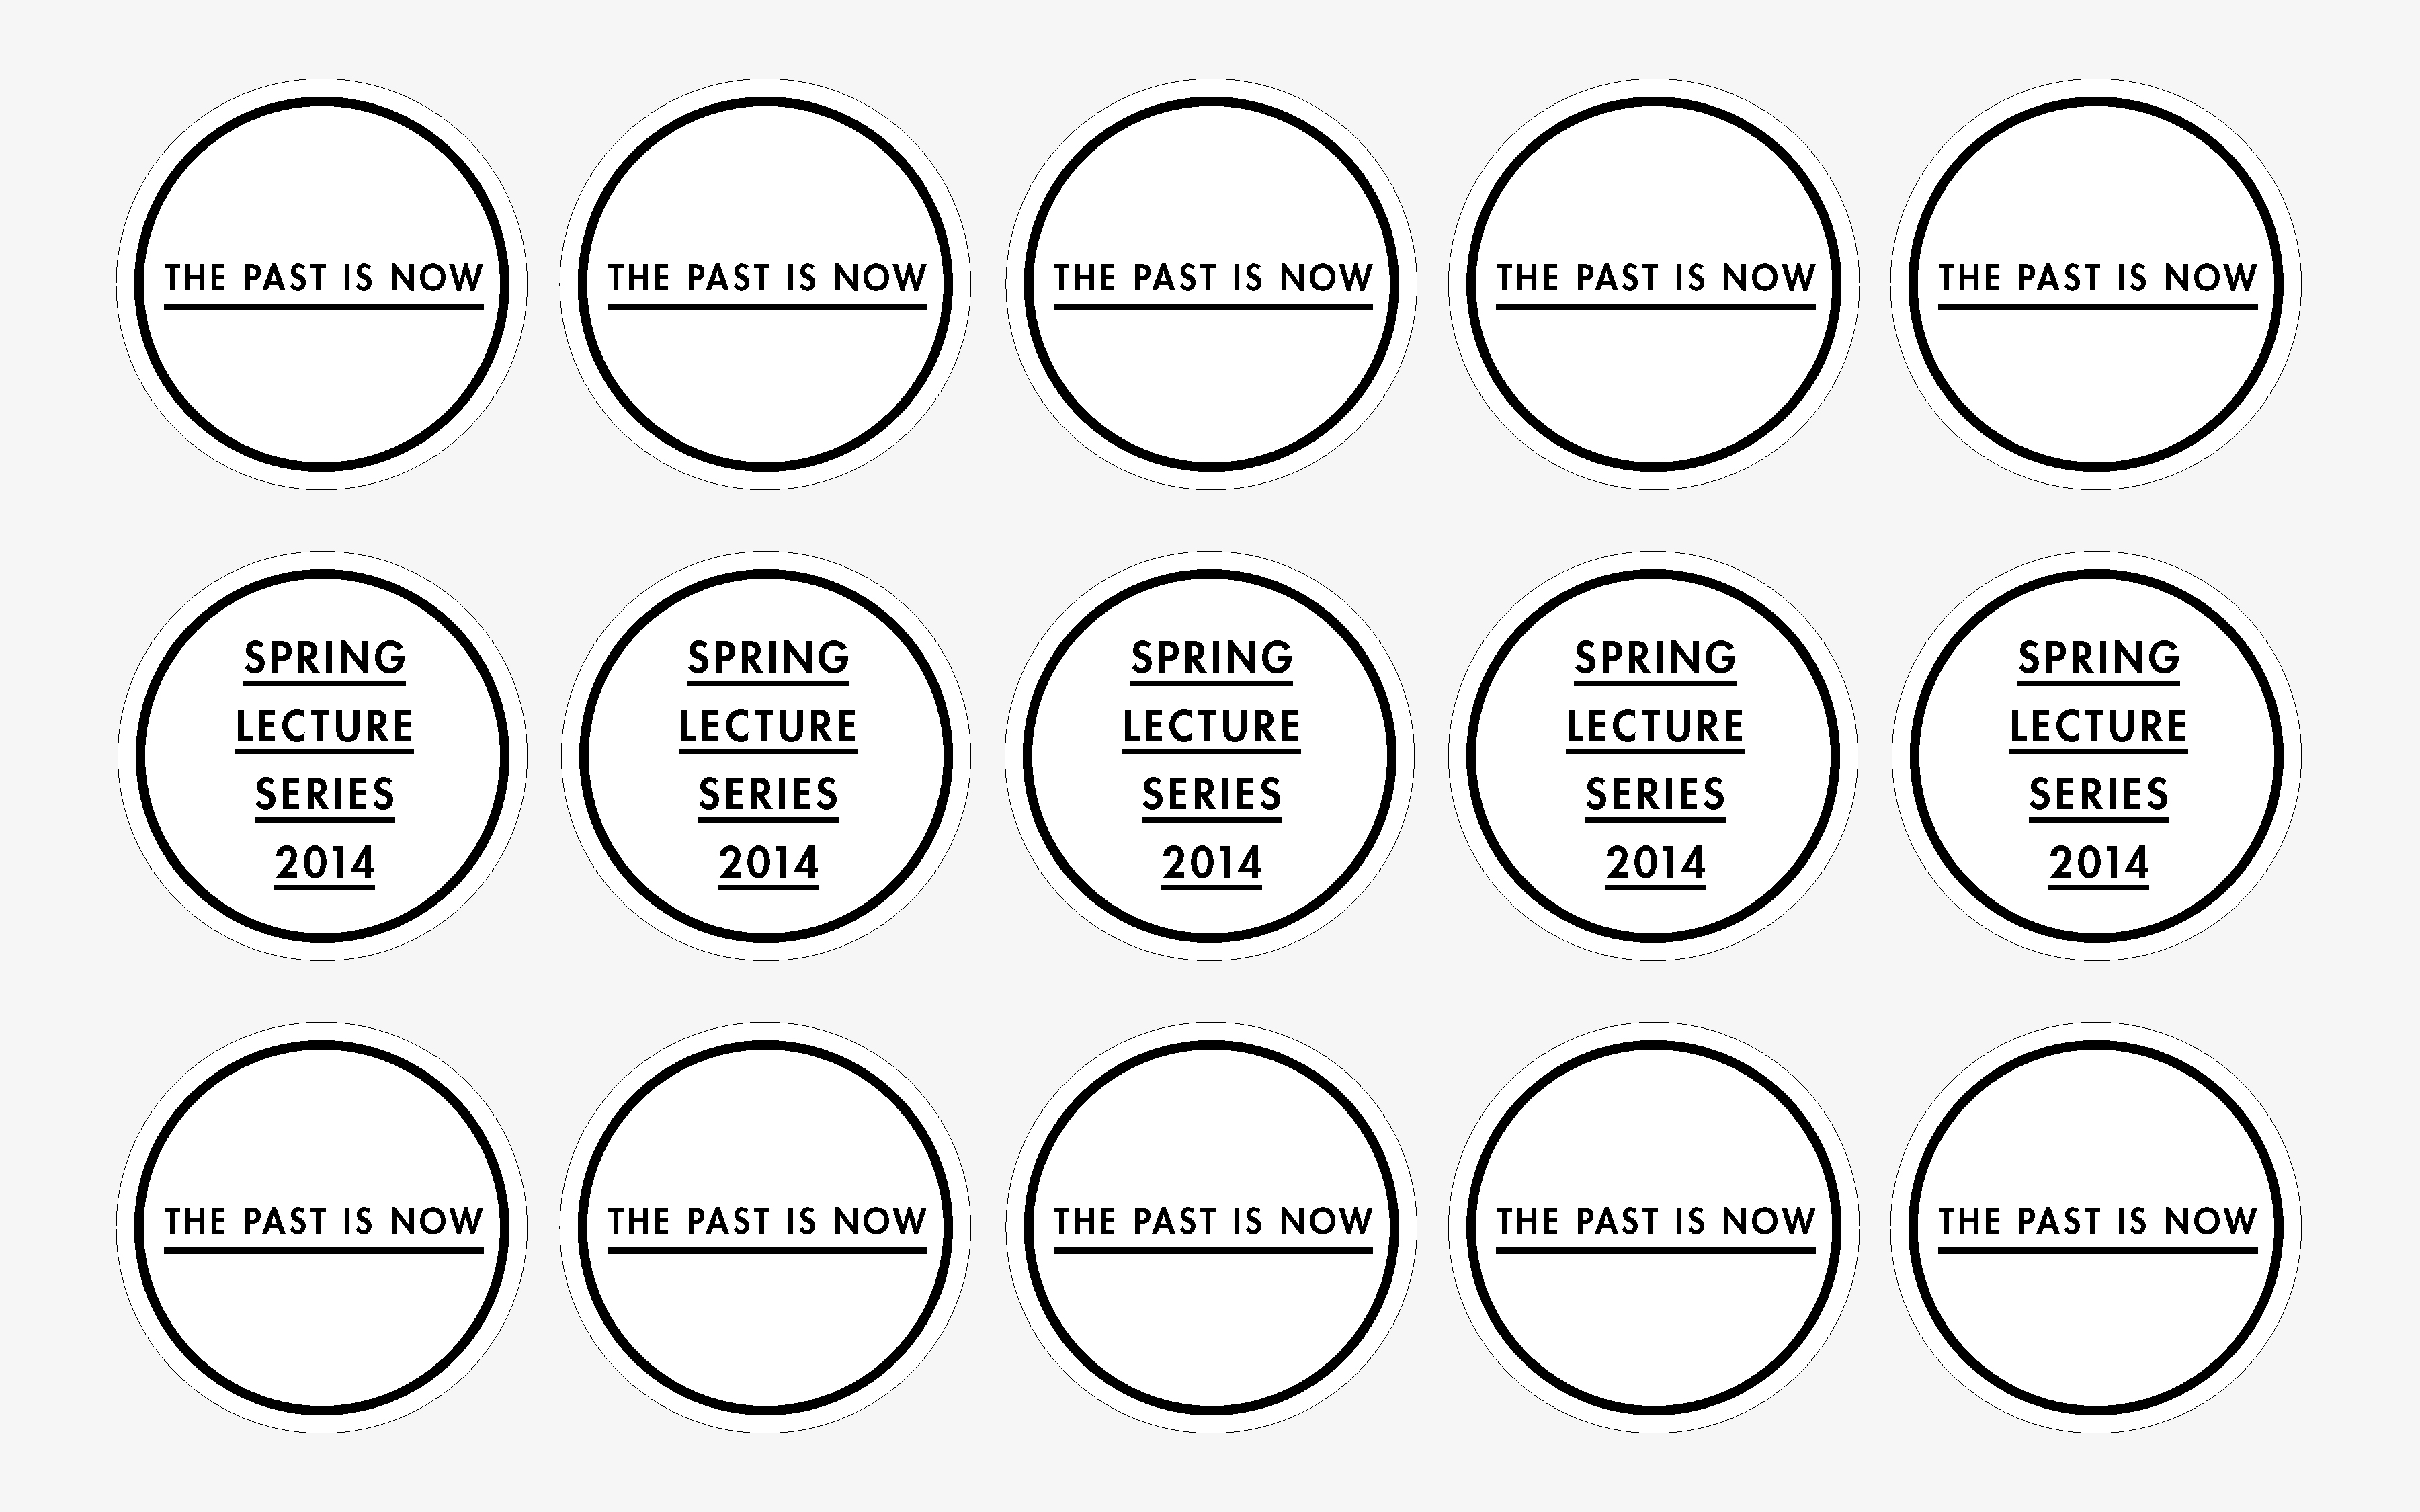 THE PAST IS NOW
THE PAST IS NOW
THE PAST IS NOW
THE PAST IS NOW
THE PAST IS NOW
SPRING
LECTURE
SERIES
2014
SPRING
LECTURE
SERIES
2014
SPRING
LECTURE
SERIES
2014
SPRING
LECTURE
SERIES
2014
SPRING
LECTURE
SERIES
2014
THE PAST IS NOW
THE PAST IS NOW
THE PAST IS NOW
THE PAST IS NOW
THE PAST IS NOW